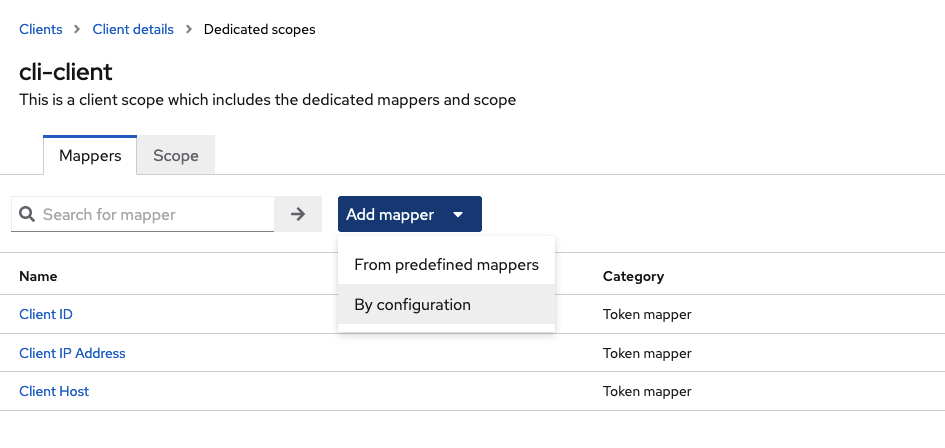 Clients > Client details > Dedicated scopes
cli-client
This is a client scope which includes the dedicated mappers and scope
Mappers Scope
Search for mapper Add mapper
From predefined mappers
By configuration
Name Category
Client ID Token mapper
Client IP Address Token mapper
Client Host Token mapper